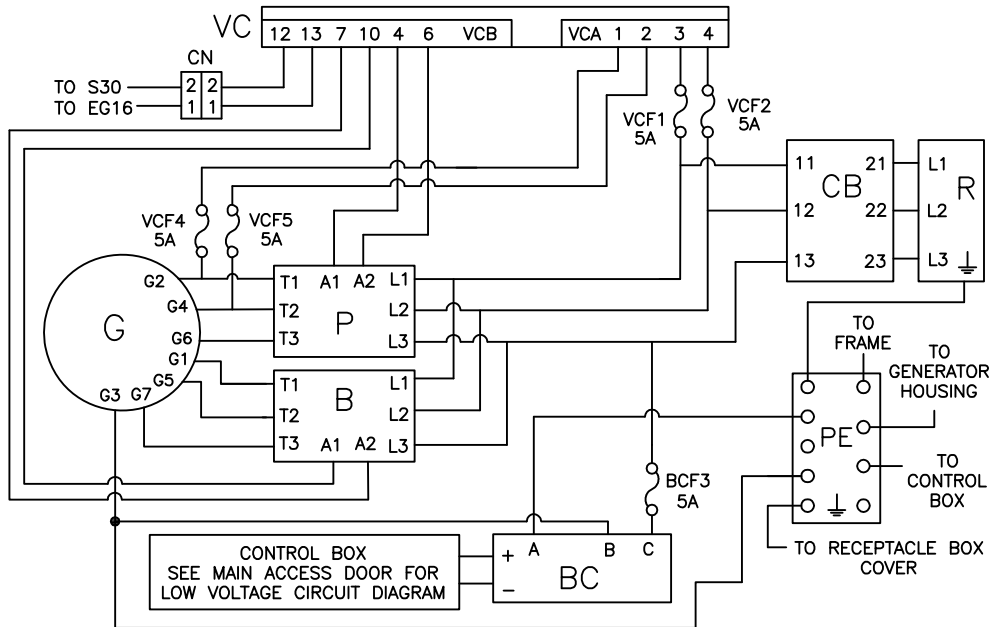 VC
12 13 7 10 4 6 VCB
VCA 1 2 3 4
CN
TO S30
2 2
TO EG16
1 1
VCF1
5A
VCF2
5A
VCF4
5A
VCF5
5A
11
12
13
CB
21
22
23
L1
L2
L3
R
G
G2
G4
G6
G1
G5
G7
G3
T1
T2
T3
A1 A2
P
L1
L2
L3
T1
T2
T3
B
A1 A2
L1
L2
L3
TO
FRAME
TO
GENERATOR
HOUSING
PE
TO
CONTROL
BOX
TO RECEPTACLE BOX
COVER
BCF3
5A
CONTROL BOX
SEE MAIN ACCESS DOOR FOR
LOW VOLTAGE CIRCUIT DIAGRAM
+
−
A B C
BC